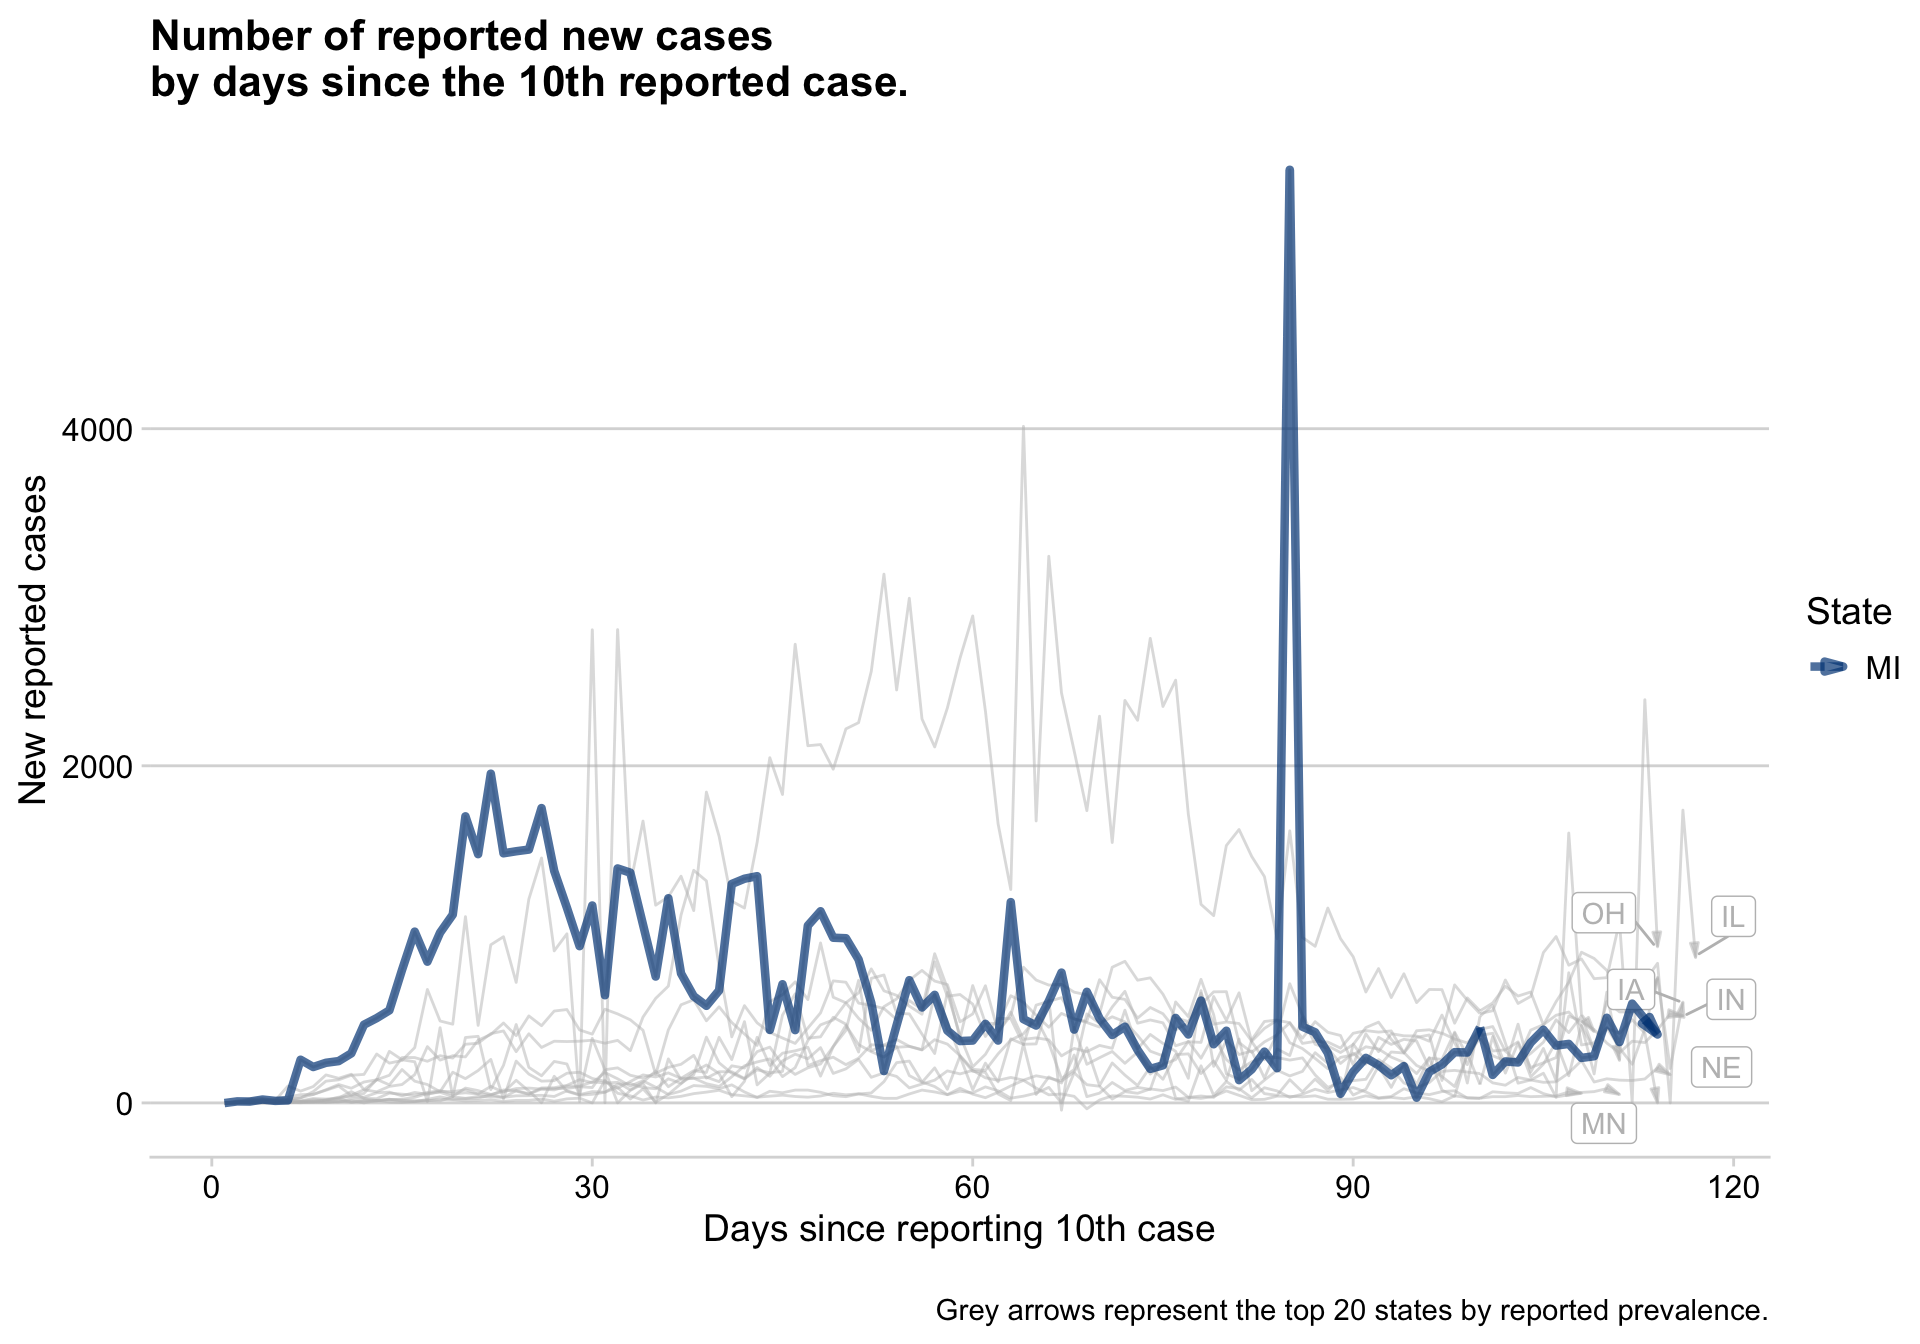 Number of reported new cases
by days since the 10th reported case.
New reported cases
4000
2000
0
OH
IL
IA
IN
NE
MN
State
MI
0 30 60 90 120
Days since reporting 10th case
Grey arrows represent the top 20 states by reported prevalence.